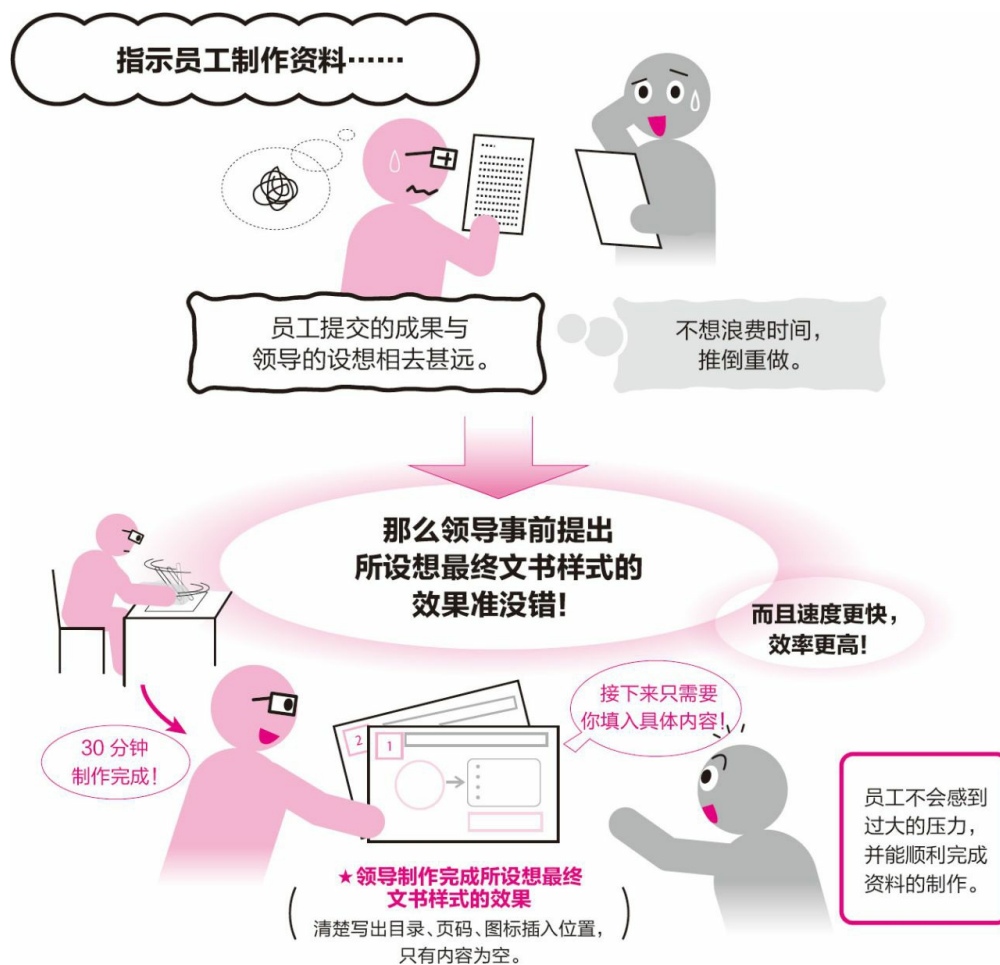 指示员工制作资料……
员工提交的成果与
领导的设想相去甚远。
不想浪费时间，
推倒重做。
那么领导事前提出
所设想最终文书样式的
效果准没错！
而且速度更快，
效率更高！
30 分钟
制作完成！
2
1
接下来只需要
你填入具体内容！
员工不会感到
过大的压力，
并能顺利完成
资料的制作。
★领导制作完成所设想最终
文书样式的效果
（清楚写出目录、页码、图标插入位置，
只有内容为空。）